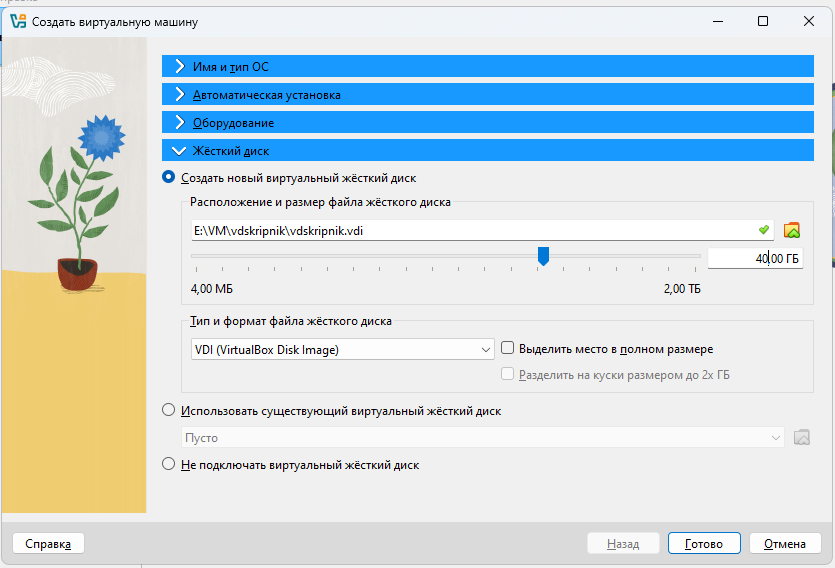 Создать виртуальную машину
Имя и тип ОС
Автоматическая установка
Оборудование
Жёсткий диск
Создать новый виртуальный жёсткий диск
Расположение и размер файла жёсткого диска
E:\VM\vdskripnik\vdskripnik.vdi
40,00 ГБ
4,00 МБ 2,00 ТБ
Тип и формат файла жёсткого диска
VDI (VirtualBox Disk Image) Выделить место в полном размере
Разделить на куски размером до 2х ГБ
Использовать существующий виртуальный жёсткий диск
Пусто
Не подключать виртуальный жёсткий диск
Справка Назад Готово Отмена